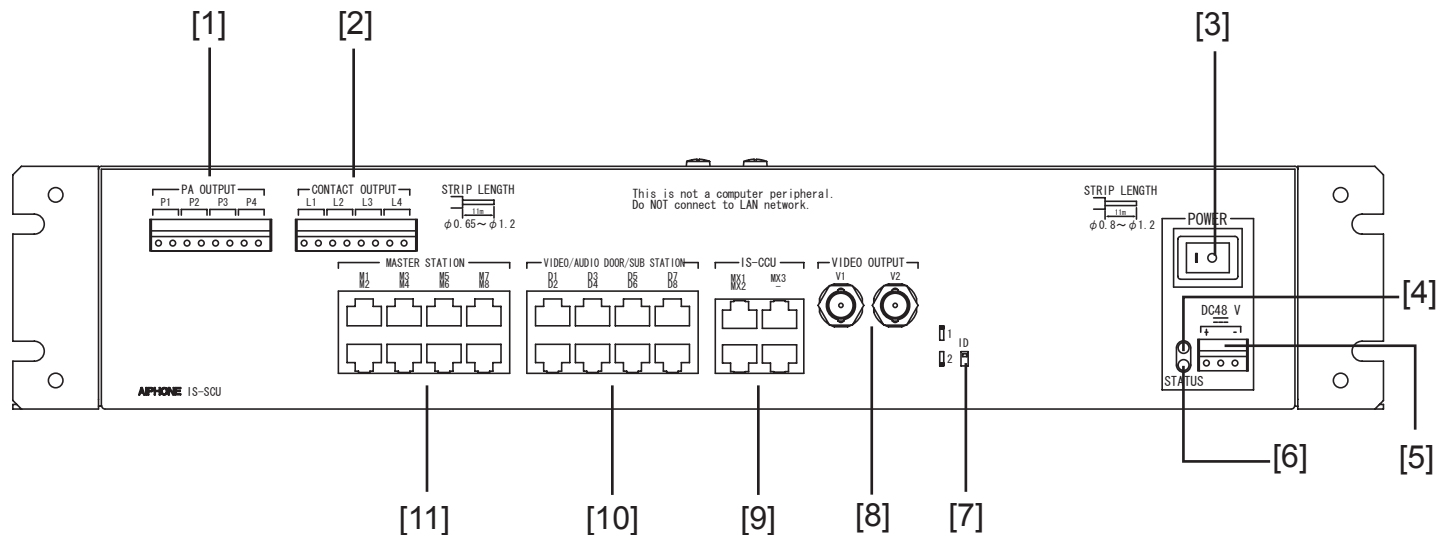 [1] [2] [3]
PA OUTPUT
P1 P2 P3 P4
CONTACT OUTPUT
L1 L2 L3 L4
STRIP LENGTH
11m
φ0.65～φ1.2
This is not a computer peripheral.
Do NOT connect to LAN network.
STRIP LENGTH
11m
φ0.8～φ1.2
POWER
I
DC48 V
+ -
STATUS
[4]
[5]
[6]
MASTER STATION
M1 M3 M5 M7
M2 M4 M6 M8
VIDEO/AUDIO DOOR/SUB STATION
D1 D3 D5 D7
D2 D4 D6 D8
IS-CCU
MX1 MX3
MX2 -
VIDEO OUTPUT
V1 V2
1
2
ID
AIPHONE IS-SCU
[11] [10] [9] [8] [7]